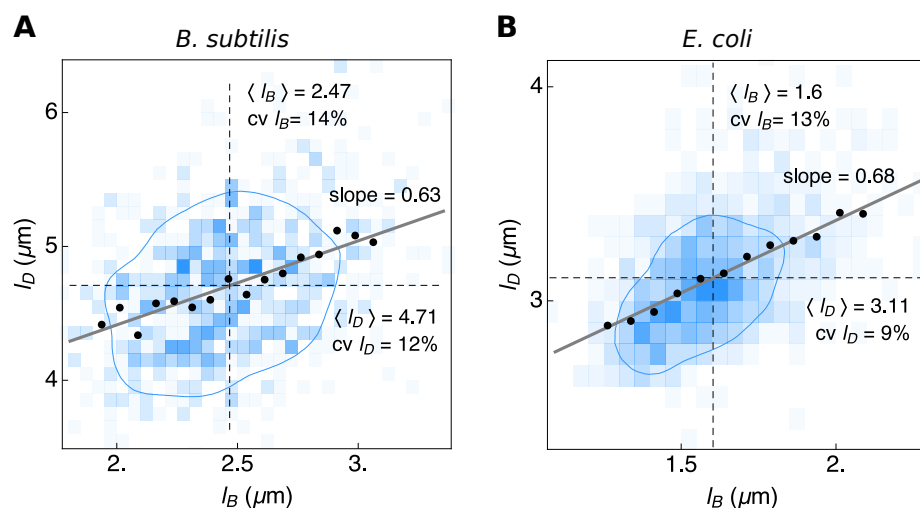 A
B. subtilis
⟨ l_B ⟩ = 2.47
cv l_B= 14%
slope = 0.63
⟨ l_D ⟩ = 4.71
cv l_D = 12%
6
5
4
l_D (μm)
2.
2.5
3.
l_B (μm)
B
E. coli
⟨ l_B ⟩ = 1.6
cv l_B= 13%
slope = 0.68
⟨ l_D ⟩ = 3.11
cv l_D = 9%
4
3
l_D (μm)
1.5
2.
l_B (μm)